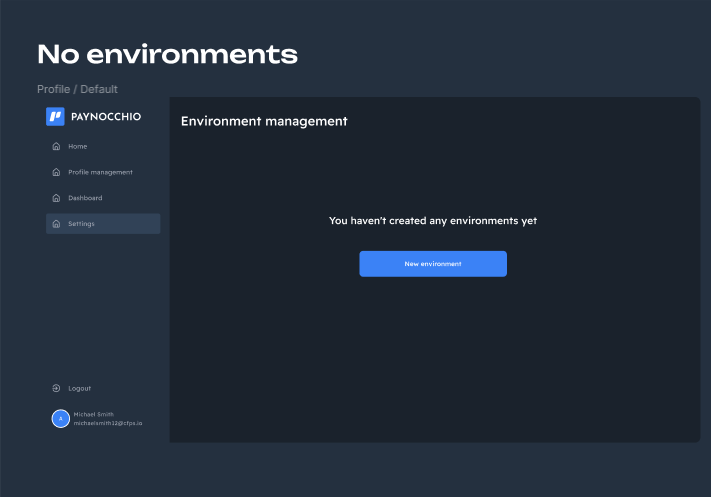 No environments
Profile / Default
PAYNOCCHIO
Home
Profile management
Dashboard
Settings
Logout
A
Michael Smith
michaelsmith12@cfps.io
Environment management
You haven't created any environments yet
New environment